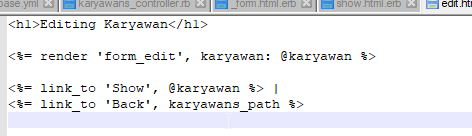 base.yml karyawans_controller.rb _form.html.erb show.html.erb edit.ht
<h1>Editing Karyawan</h1>
<%= render 'form_edit', karyawan: @karyawan %>
<%= link_to 'Show', @karyawan %> |
<%= link_to 'Back', karyawans_path %>